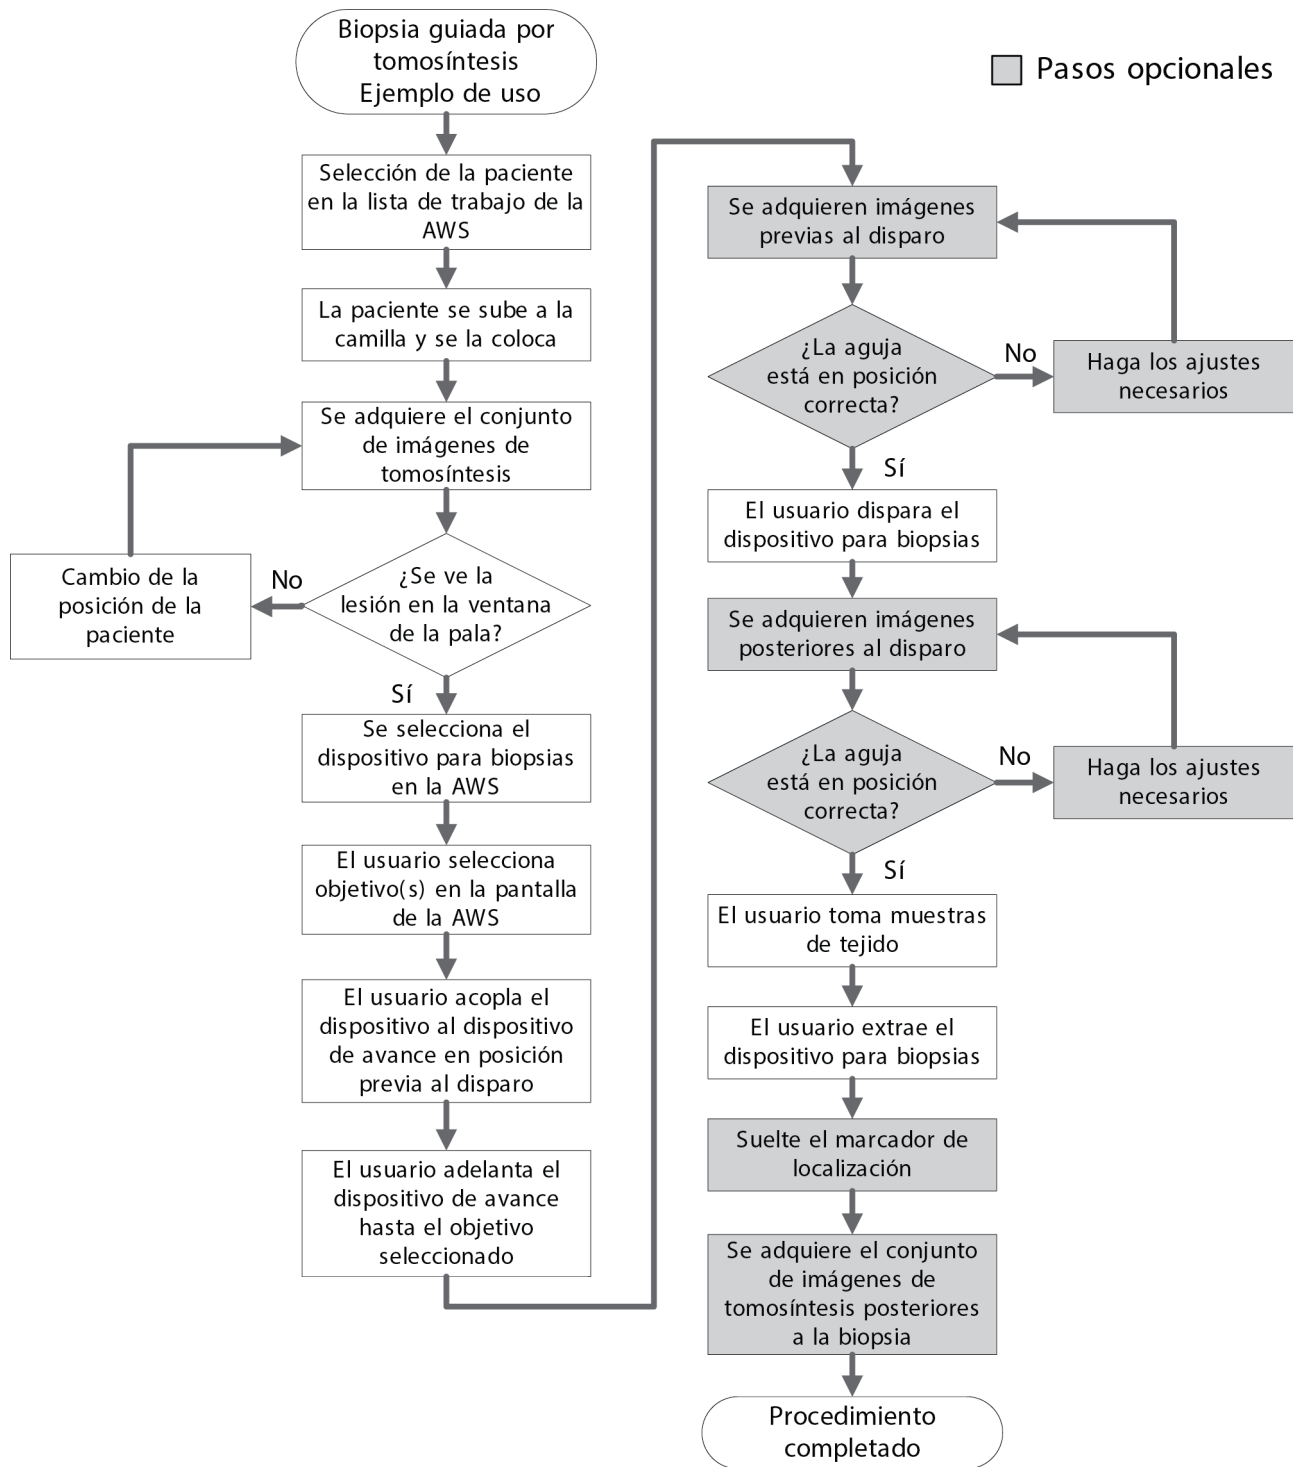 Biopsia guiada por
tomosíntesis
Ejemplo de uso
Pasos opcionales
Selección de la paciente
en la lista de trabajo de la
AWS
La paciente se sube a la
camilla y se la coloca
Se adquiere el conjunto
de imágenes de
tomosíntesis
¿Se ve la
lesión en la ventana
de la pala?
No
Cambio de la
posición de la
paciente
Sí
Se selecciona el
dispositivo para biopsias
en la AWS
El usuario selecciona
objetivo(s) en la pantalla
de la AWS
El usuario acopla el
dispositivo al dispositivo
de avance en posición
previa al disparo
El usuario adelanta el
dispositivo de avance
hasta el objetivo
seleccionado
Se adquieren imágenes
previas al disparo
¿La aguja
está en posición
correcta?
No
Haga los ajustes
necesarios
Sí
El usuario dispara el
dispositivo para biopsias
Se adquieren imágenes
posteriores al disparo
¿La aguja
está en posición
correcta?
No
Haga los ajustes
necesarios
Sí
El usuario toma muestras
de tejido
El usuario extrae el
dispositivo para biopsias
Suelte el marcador de
localización
Se adquiere el conjunto
de imágenes de
tomosíntesis posteriores
a la biopsia
Procedimiento
completado